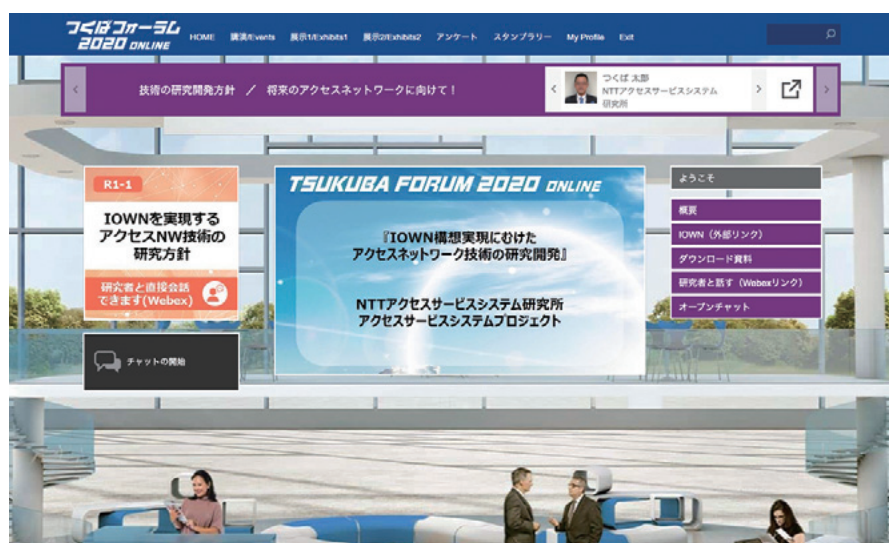 つくばフォーラム
2020 ONLINE
HOME
講演/Events
展示1/Exhibits1
展示2/Exhibits2
アンケート
スタンプラリー
My Profile
Exit
技術の研究開発方針 / 将来のアクセスネットワークに向けて!
つくば 太郎
NTTアクセスサービスシステム
研究所
R1-1
IOWNを実現する
アクセスNW技術の
研究方針
研究者と直接会話
できます(Webex)
チャットの開始
TSUKUBA FORUM 2020 ONLINE
『IOWN構想実現にむけた
アクセスネットワーク技術の研究開発』
NTTアクセスサービスシステム研究所
アクセスサービスシステムプロジェクト
ようこそ
概要
IOWN(外部リンク)
ダウンロード資料
研究者と話す(Webexリンク)
オープンチャット